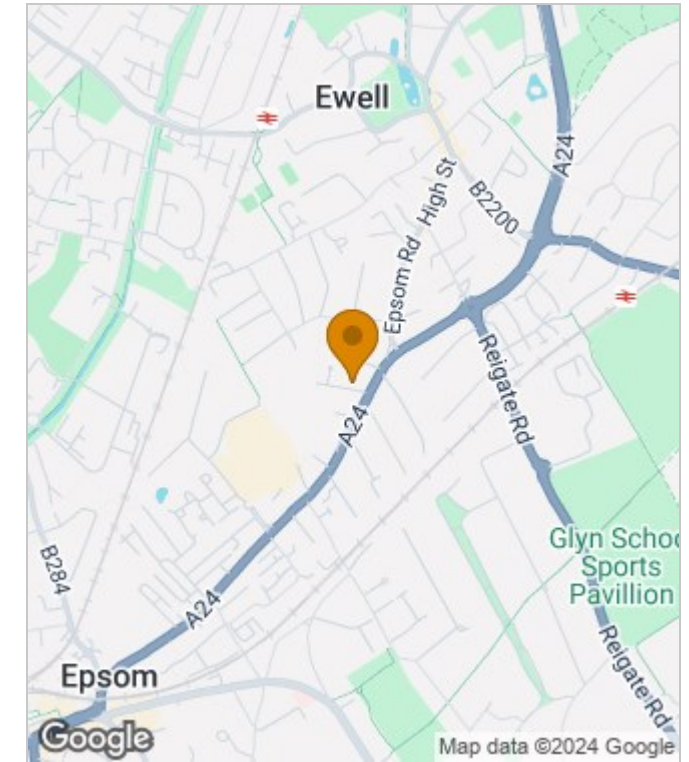 Ewell
A24
High St
B2200
Epsom Rd
Reigate Rd
A24
Glyn Schoo
Sports
Pavillion
B284
A24
Reigate Rd
Epsom
Google
Map data ©2024 Google